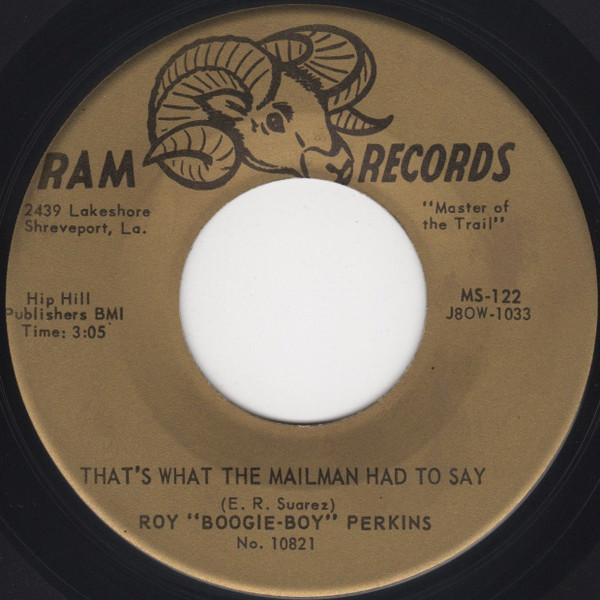 RAM RECORDS
2439 Lakeshore
Shreveport, La.
"Master of
the Trail"
Hip Hill
Publishers BMI
Time: 3:05
MS-122
J8OW-1033
THAT'S WHAT THE MAILMAN HAD TO SAY
(E. R. Suarez)
ROY "BOOGIE-BOY" PERKINS
No. 10821